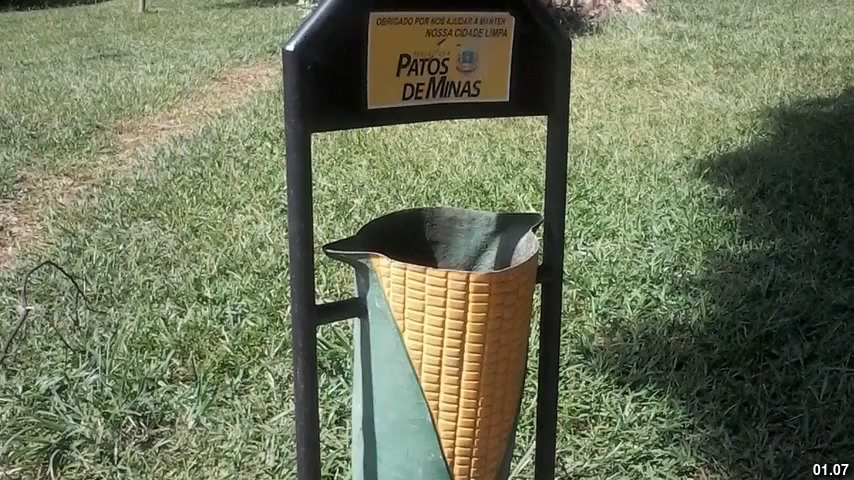 OBRIGADO POR NOS AJUDAR A MANTER
NOSSA CIDADE LIMPA
PATOS
DE MINAS
01.07